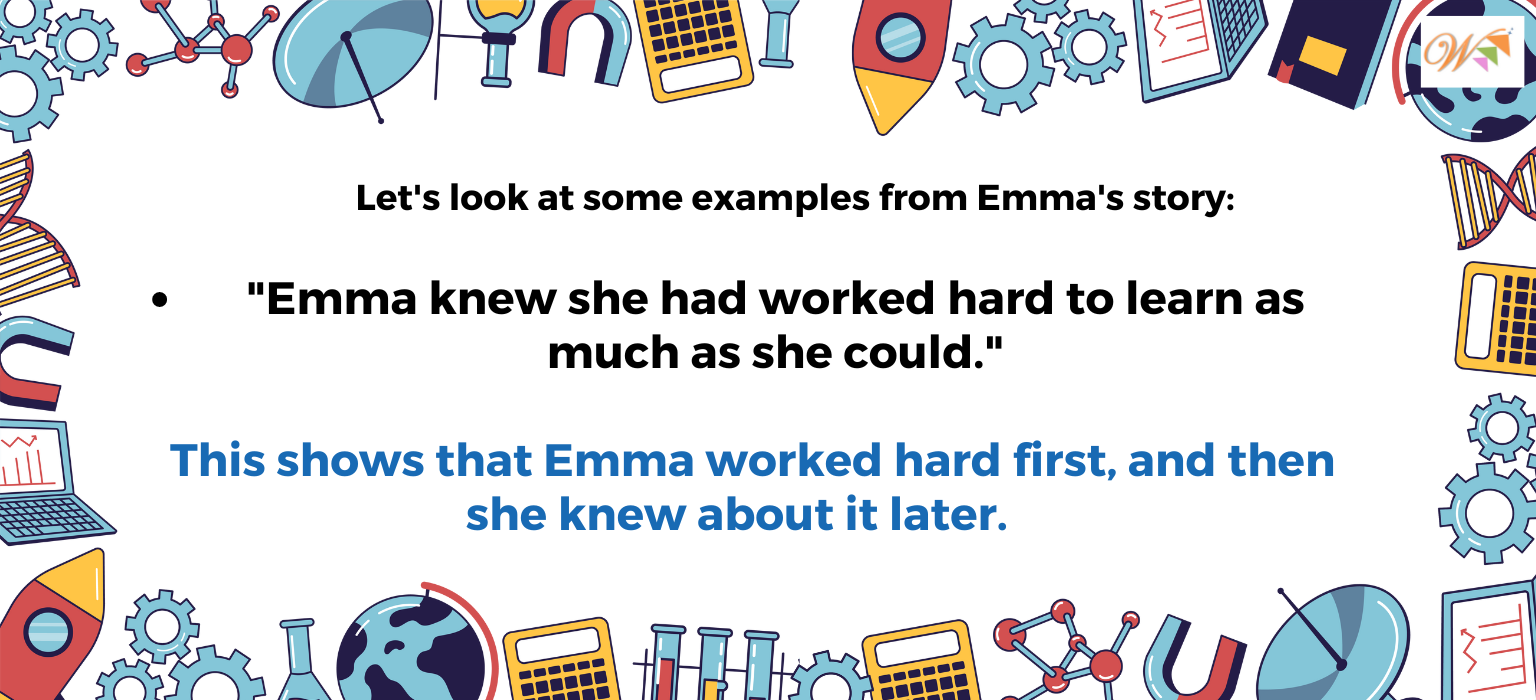 W
Let's look at some examples from Emma's story:
• "Emma knew she had worked hard to learn as
much as she could."
This shows that Emma worked hard first, and then
she knew about it later.